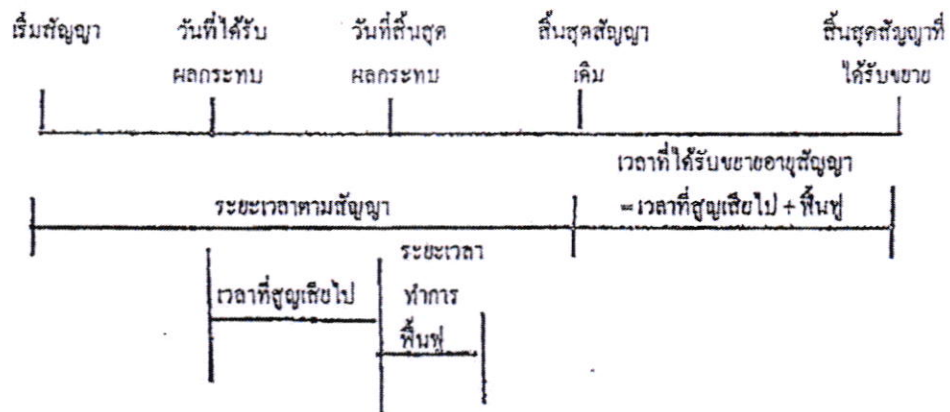 เริ่มสัญญา วันที่ได้รับ วันที่สิ้นสุด สิ้นสุดสัญญา สิ้นสุดสัญญาที่
ผลกระทบ ผลกระทบ เดิม ได้รับขยาย
เวลาที่ได้รับขยายอายุสัญญา
ระยะเวลาตามสัญญา = เวลาที่สูญเสียไป + ฟื้นฟู
ระยะเวลา
เวลาที่สูญเสียไป ทำการ
ฟื้นฟู